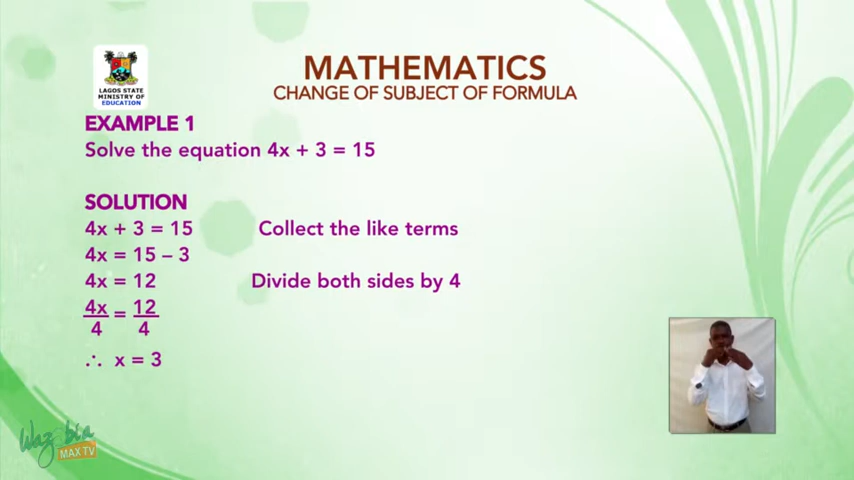 LAGOS STATE
MINISTRY OF
EDUCATION
MATHEMATICS
CHANGE OF SUBJECT OF FORMULA
EXAMPLE 1
Solve the equation 4x + 3 = 15
SOLUTION
4x + 3 = 15 Collect the like terms
4x = 15 – 3
4x = 12 Divide both sides by 4
4x = 12
4 4
∴ x = 3
Wazobia
MAX TV